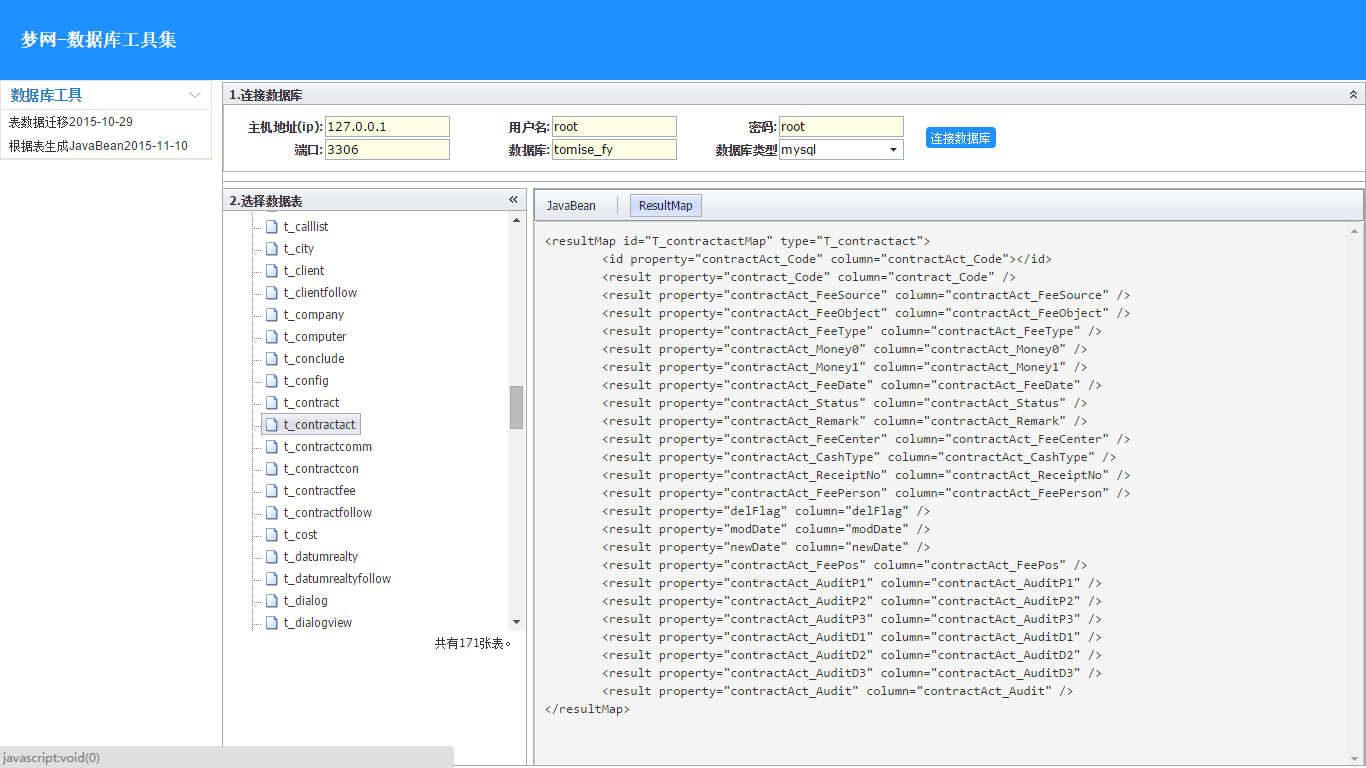 梦网-数据库工具集
数据库工具
表数据迁移2015-10-29
根据表生成JavaBean2015-11-10
1.连接数据库
主机地址(ip): 127.0.0.1 用户名: root 密码: root 连接数据库
端口: 3306 数据库: tomise_fy 数据库类型 mysql
2.选择数据表
t_calllist
t_city
t_client
t_clientfollow
t_company
t_computer
t_conclude
t_config
t_contract
t_contractact
t_contractcomm
t_contractcon
t_contractfee
t_contractfollow
t_cost
t_datumrealty
t_datumrealtyfollow
t_dialog
t_dialogview
共有171张表。
JavaBean ResultMap
<resultMap id="T_contractactMap" type="T_contractact">
<id property="contractAct_Code" column="contractAct_Code"></id>
<result property="contract_Code" column="contract_Code" />
<result property="contractAct_FeeSource" column="contractAct_FeeSource" />
<result property="contractAct_FeeObject" column="contractAct_FeeObject" />
<result property="contractAct_FeeType" column="contractAct_FeeType" />
<result property="contractAct_Money0" column="contractAct_Money0" />
<result property="contractAct_Money1" column="contractAct_Money1" />
<result property="contractAct_FeeDate" column="contractAct_FeeDate" />
<result property="contractAct_Status" column="contractAct_Status" />
<result property="contractAct_Remark" column="contractAct_Remark" />
<result property="contractAct_FeeCenter" column="contractAct_FeeCenter" />
<result property="contractAct_CashType" column="contractAct_CashType" />
<result property="contractAct_ReceiptNo" column="contractAct_ReceiptNo" />
<result property="contractAct_FeePerson" column="contractAct_FeePerson" />
<result property="delFlag" column="delFlag" />
<result property="modDate" column="modDate" />
<result property="newDate" column="newDate" />
<result property="contractAct_FeePos" column="contractAct_FeePos" />
<result property="contractAct_AuditP1" column="contractAct_AuditP1" />
<result property="contractAct_AuditP2" column="contractAct_AuditP2" />
<result property="contractAct_AuditP3" column="contractAct_AuditP3" />
<result property="contractAct_AuditD1" column="contractAct_AuditD1" />
<result property="contractAct_AuditD2" column="contractAct_AuditD2" />
<result property="contractAct_AuditD3" column="contractAct_AuditD3" />
<result property="contractAct_Audit" column="contractAct_Audit" />
</resultMap>
javascript:void(0)